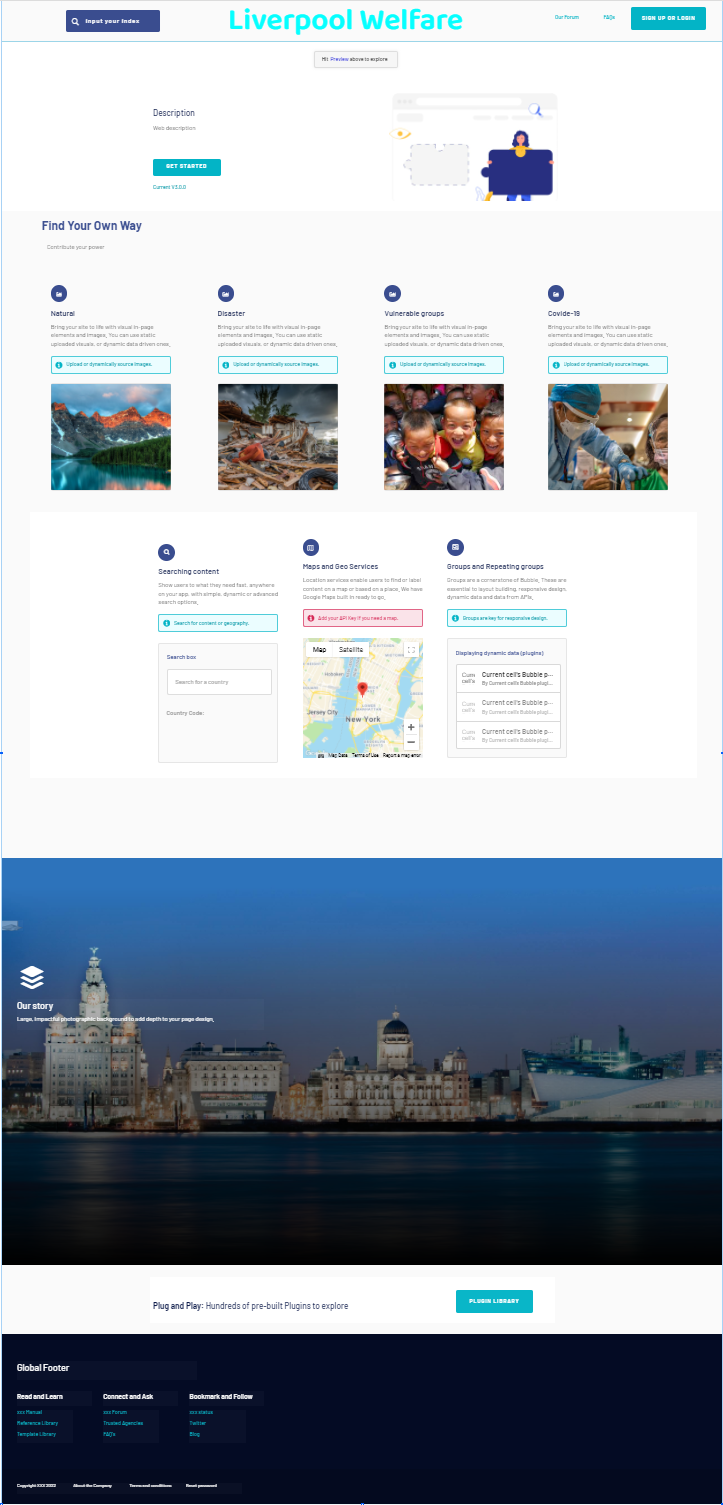 Input your Index
Liverpool Welfare
Our Forum
FAQs
SIGN UP OR LOGIN
Hit Preview above to explore.
Description
Web description
GET STARTED
Current V3.0.0
Find Your Own Way
Contribute your power
Natural
Bring your site to life with visual in-page
elements and images. You can use static
uploaded visuals, or dynamic data driven ones.
Upload or dynamically source images.
Disaster
Bring your site to life with visual in-page
elements and images. You can use static
uploaded visuals, or dynamic data driven ones.
Upload or dynamically source images.
Vulnerable groups
Bring your site to life with visual in-page
elements and images. You can use static
uploaded visuals, or dynamic data driven ones.
Upload or dynamically source images.
Covide-19
Bring your site to life with visual in-page
elements and images. You can use static
uploaded visuals, or dynamic data driven ones.
Upload or dynamically source images.
Searching content
Show users to what they need fast, anywhere
on your app, with simple, dynamic or advanced
search options.
Search for content or geography.
Search box
Search for a country
Country Code:
Maps and Geo Services
Location services enable users to find or label
content on a map or based on a place. We have
Google Maps built in ready to go.
Add your API Key if you need a map.
Map
Satellite
Hoboken
Jersey City
New York
Map Data
Terms of Use
Report a map error
Groups and Repeating groups
Groups are a cornerstone of Bubble. These are
essential to layout building, responsive design,
dynamic data and data from APIs.
Groups are key for responsive design.
Displaying dynamic data (plugins)
Curre
cell's
Current cell's Bubble p...
By Current cell's Bubble plugi...
Curre
cell's
Current cell's Bubble p...
By Current cell's Bubble plugi...
Curre
cell's
Current cell's Bubble p...
By Current cell's Bubble plugi...
Our story
Large, impactful photographic background to add depth to your page design.
Plug and Play: Hundreds of pre-built Plugins to explore
PLUGIN LIBRARY
Global Footer
Read and Learn
xxx Manual
Reference Library
Template Library
Connect and Ask
xxx Forum
Trusted Agencies
FAQ's
Bookmark and Follow
xxx status
Twitter
Blog
Copyright XXX 2022
About the Company
Terms and conditions
Reset password